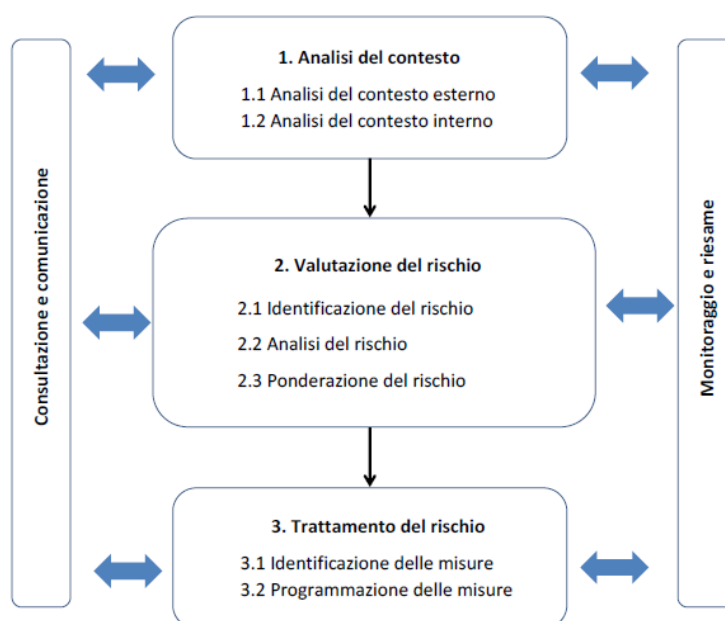 Consultazione e comunicazione
1. Analisi del contesto
1.1 Analisi del contesto esterno
1.2 Analisi del contesto interno
2. Valutazione del rischio
2.1 Identificazione del rischio
2.2 Analisi del rischio
2.3 Ponderazione del rischio
3. Trattamento del rischio
3.1 Identificazione delle misure
3.2 Programmazione delle misure
Monitoraggio e riesame